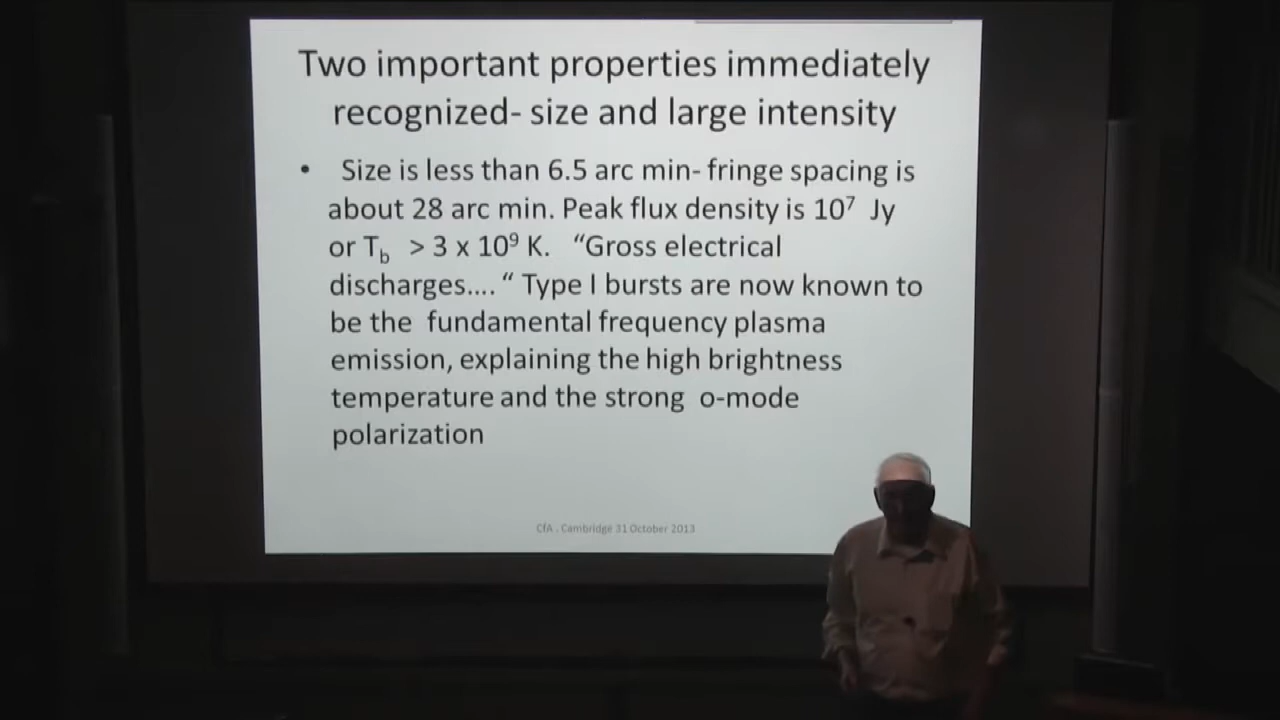 Two important properties immediately
recognized- size and large intensity
• Size is less than 6.5 arc min- fringe spacing is
about 28 arc min. Peak flux density is 10⁷ Jy
or T_b > 3 x 10⁹ K. “Gross electrical
discharges.... “ Type I bursts are now known to
be the fundamental frequency plasma
emission, explaining the high brightness
temperature and the strong o-mode
polarization
CfA . Cambridge 31 October 2013